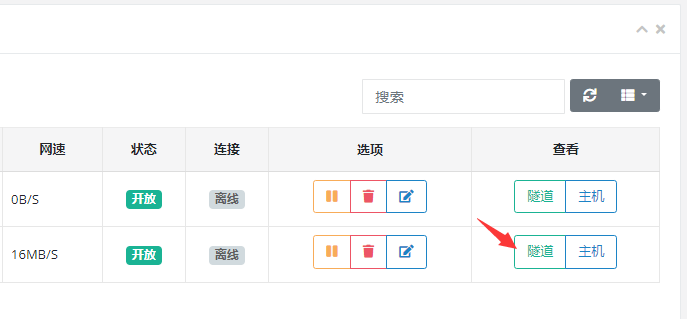 搜索
网速 状态 连接 选项 查看
0B/S 开放 离线 隧道 主机
16MB/S 开放 离线 隧道 主机